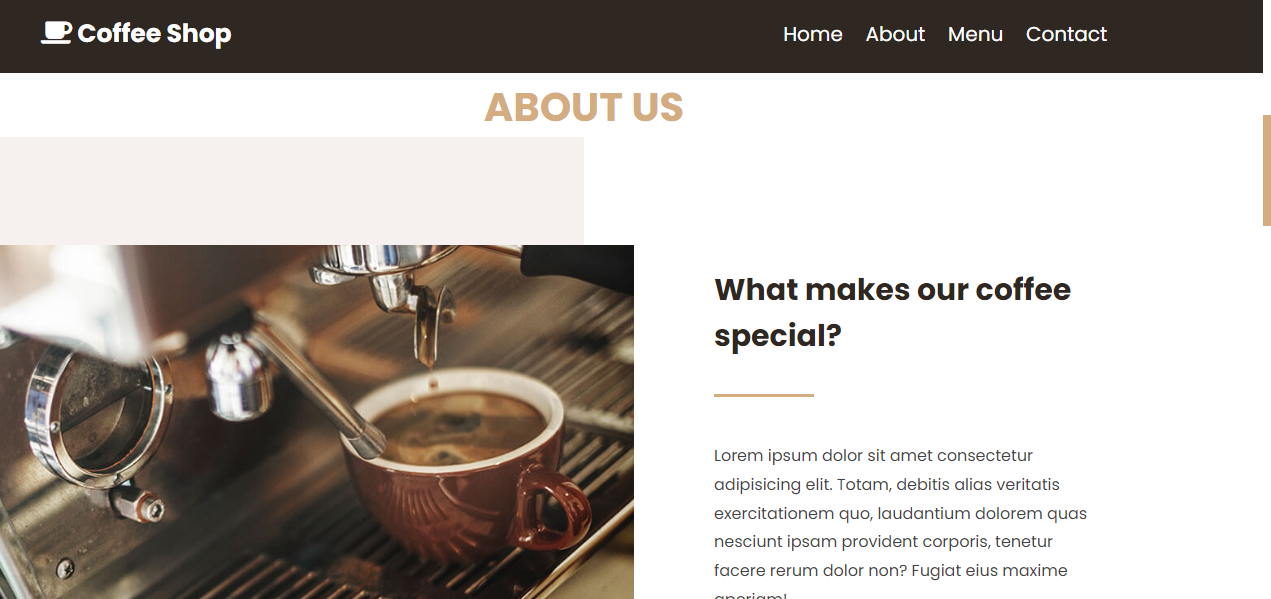 Coffee Shop
Home About Menu Contact
ABOUT US
What makes our coffee
special?
Lorem ipsum dolor sit amet consectetur
adipisicing elit. Totam, debitis alias veritatis
exercitationem quo, laudantium dolorem quas
nesciunt ipsam provident corporis, tenetur
facere rerum dolor non? Fugiat eius maxime
aperiam!